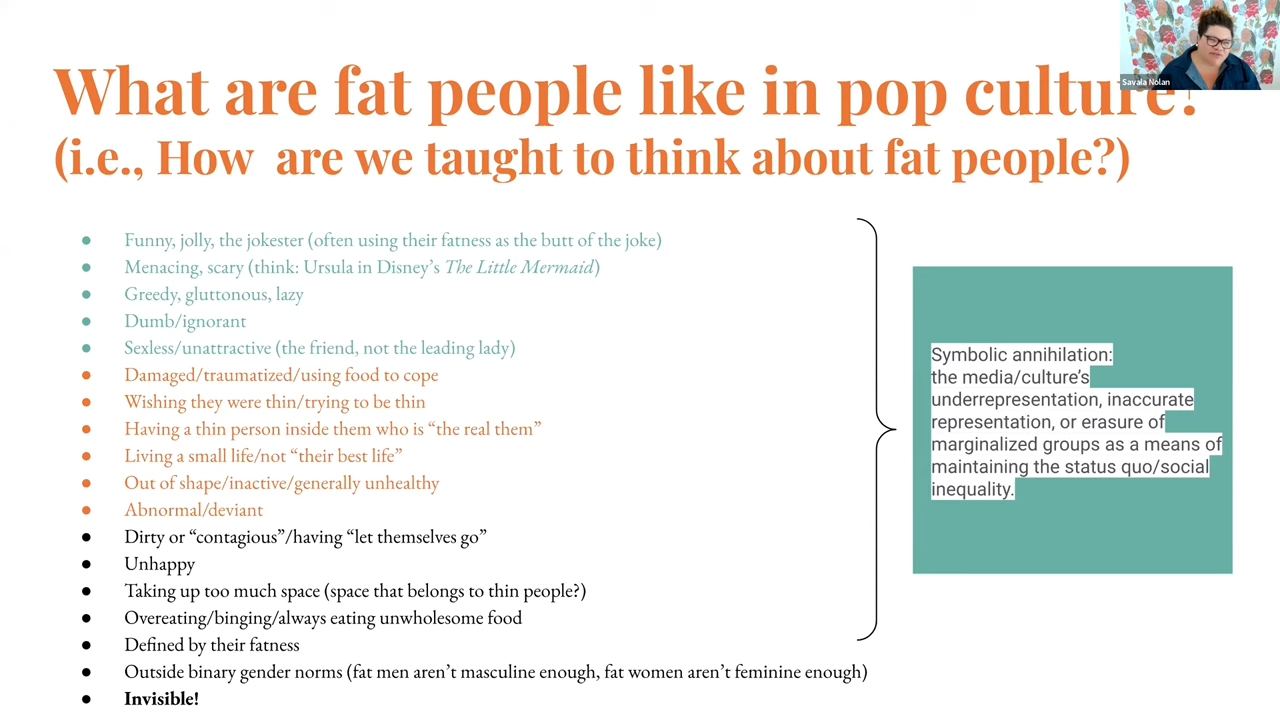 What are fat people like in pop culture?
(i.e., How are we taught to think about fat people?)
Savala Nolan
● Funny, jolly, the jokester (often using their fatness as the butt of the joke)
● Menacing, scary (think: Ursula in Disney’s The Little Mermaid)
● Greedy, gluttonous, lazy
● Dumb/ignorant
● Sexless/unattractive (the friend, not the leading lady)
● Damaged/traumatized/using food to cope
● Wishing they were thin/trying to be thin
● Having a thin person inside them who is “the real them”
● Living a small life/not “their best life”
● Out of shape/inactive/generally unhealthy
● Abnormal/deviant
● Dirty or “contagious”/having “let themselves go”
● Unhappy
● Taking up too much space (space that belongs to thin people?)
● Overeating/binging/always eating unwholesome food
● Defined by their fatness
● Outside binary gender norms (fat men aren’t masculine enough, fat women aren’t feminine enough)
● Invisible!
Symbolic annihilation:
the media/culture’s
underrepresentation, inaccurate
representation, or erasure of
marginalized groups as a means of
maintaining the status quo/social
inequality.